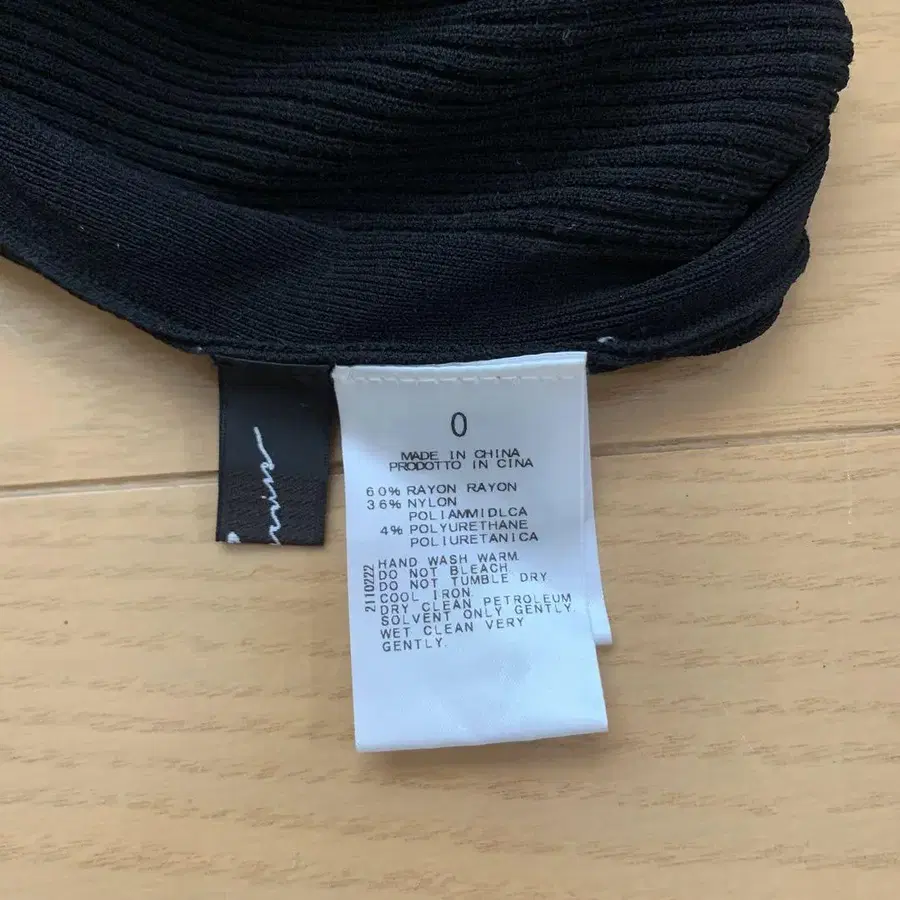 0
MADE IN CHINA
PRODOTTO IN CINA
60% RAYON RAYON
36% NYLON
POLIAMMIDLCA
4% POLYURETHANE
POLIURETANICA
2110222
HAND WASH WARM.
DO NOT BLEACH.
DO NOT TUMBLE DRY
COOL IRON.
DRY CLEAN PETROLEUM
SOLVENT ONLY GENTLY.
WET CLEAN VERY
GENTLY.